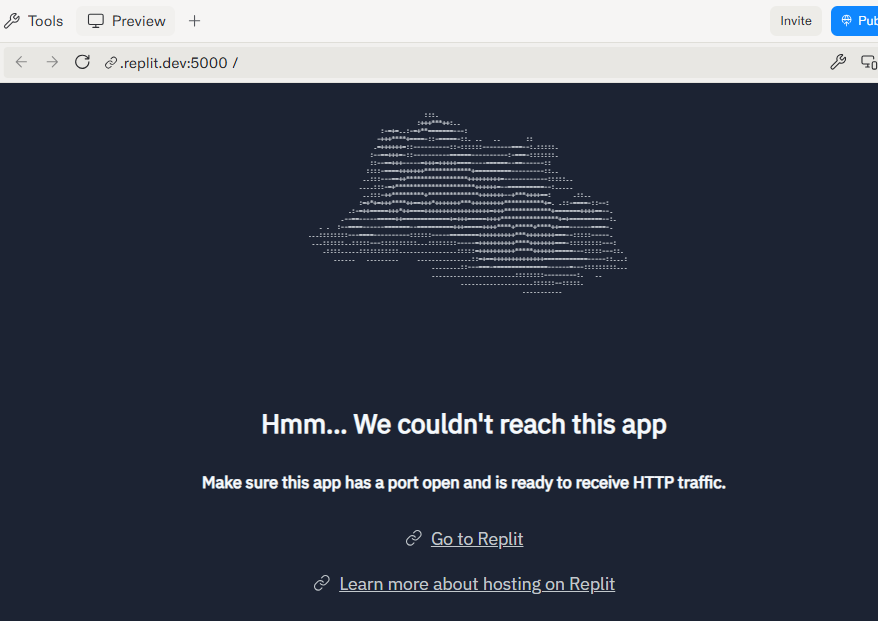 Tools Preview Invite Pub
.replit.dev:5000 /
Hmm... We couldn't reach this app
Make sure this app has a port open and is ready to receive HTTP traffic.
Go to Replit
Learn more about hosting on Replit